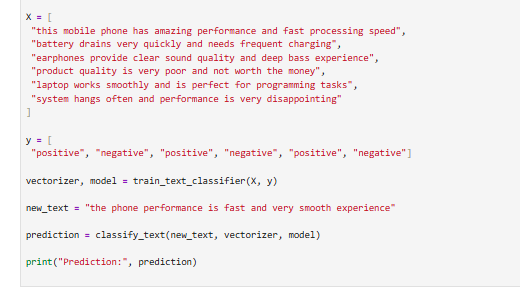 X = [
"this mobile phone has amazing performance and fast processing speed",
"battery drains very quickly and needs frequent charging",
"earphones provide clear sound quality and deep bass experience",
"product quality is very poor and not worth the money",
"laptop works smoothly and is perfect for programming tasks",
"system hangs often and performance is very disappointing"
]
y = [
"positive", "negative", "positive", "negative", "positive", "negative"]
vectorizer, model = train_text_classifier(X, y)
new_text = "the phone performance is fast and very smooth experience"
prediction = classify_text(new_text, vectorizer, model)
print("Prediction:", prediction)